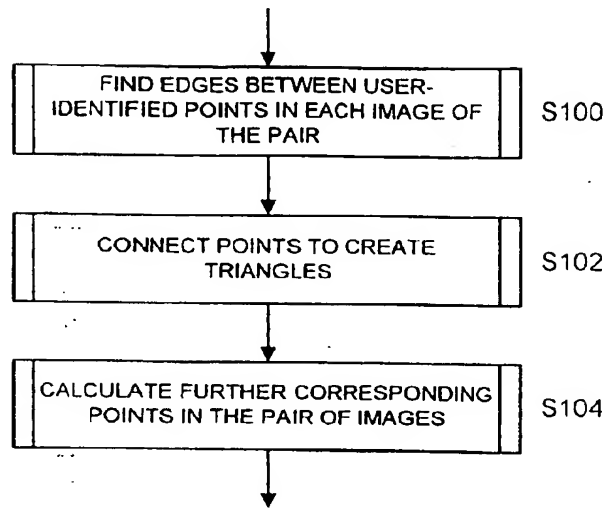 FIND EDGES BETWEEN USER-
IDENTIFIED POINTS IN EACH IMAGE OF
THE PAIR
S100
CONNECT POINTS TO CREATE
TRIANGLES
S102
CALCULATE FURTHER CORRESPONDING
POINTS IN THE PAIR OF IMAGES
S104